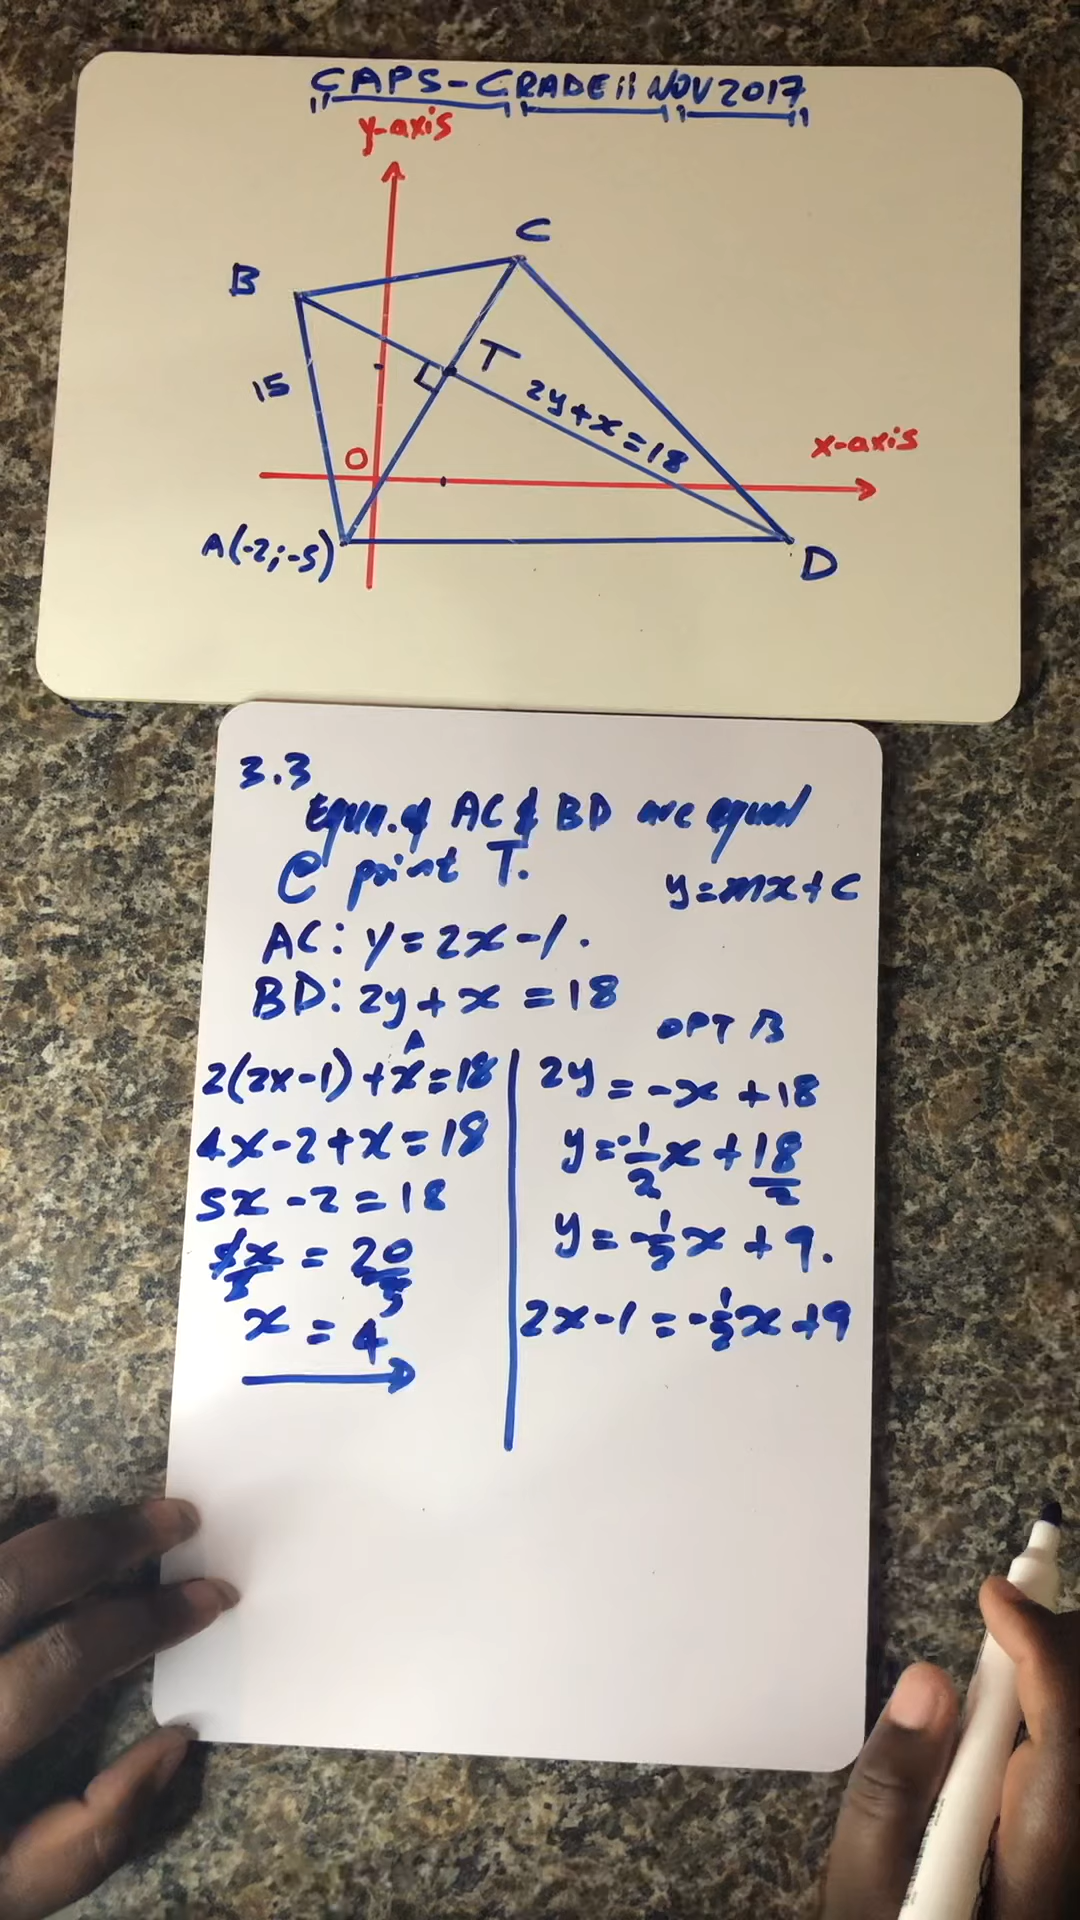 CAPS-GRADE 11 NOV 2017
y-axis
C
B
T
15
2y+x=18
x-axis
O
A(-2;-5)
D
3.3
Equn. of AC & BD are equal
@ point T.
y=mx+c
AC: y=2x-1.
BD: 2y+x=18
OPT B
2(2x-1)+x=18
4x-2+x=18
5x-2=18
5x/5 = 20/5
x=4
2y=-x+18
y=-1/2x+18/2
y=-1/2x+9.
2x-1=-1/2x+9